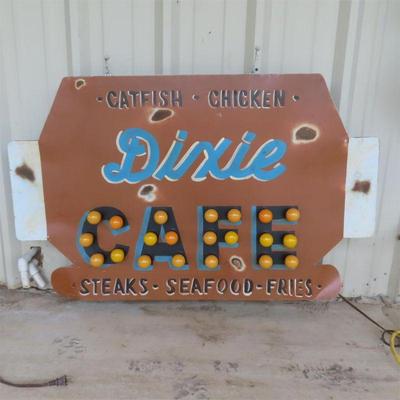 · CATFISH · CHICKEN ·
Dixie
CAFE
· STEAKS · SEAFOOD · FRIES ·